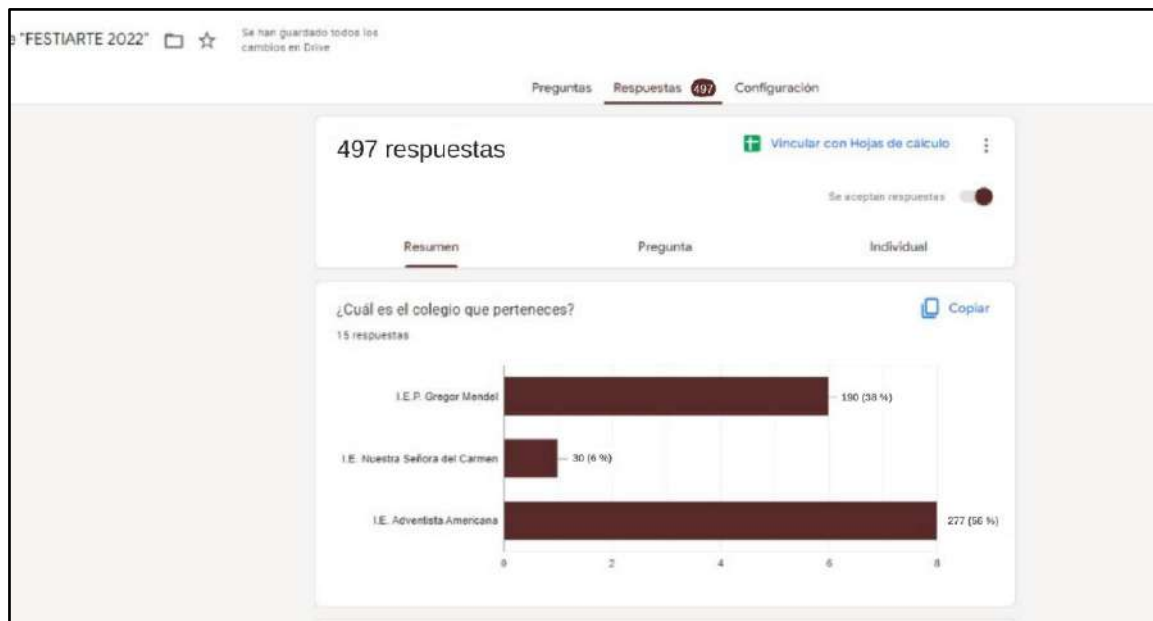 "FESTIARTE 2022"
Se han guardado todos los
cambios en Drive
Preguntas Respuestas 497 Configuración
497 respuestas
Vincular con Hojas de cálculo
Se aceptan respuestas
Resumen Pregunta Individual
¿Cuál es el colegio que perteneces?
Copiar
15 respuestas
I.E.P. Gregor Mendel 190 (38 %)
I.E. Nuestra Señora del Carmen 30 (6 %)
I.E. Adventista Americana 277 (56 %)
0 2 4 6 8